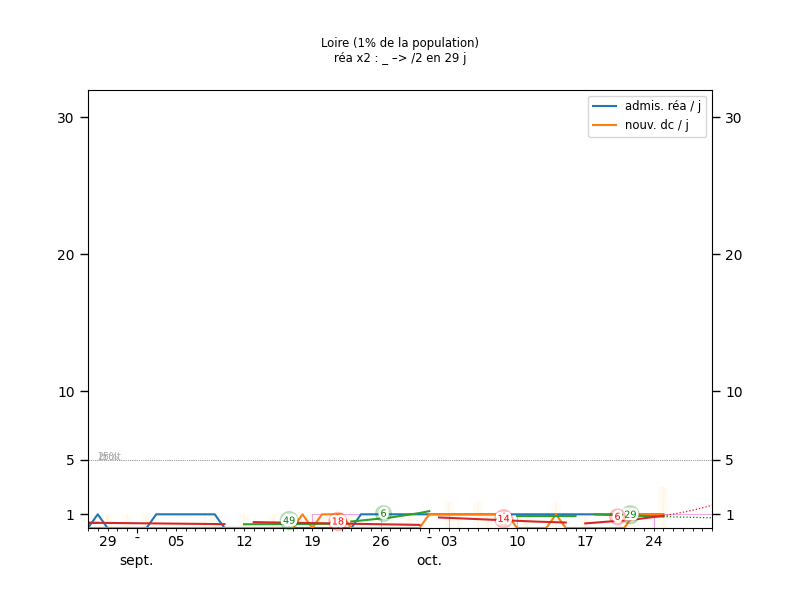 Loire (1% de la population)
réa x2 : _ –> /2 en 29 j
admis. réa / j
nouv. dc / j
30 30
20 20
10 10
5 5
1 1
49 18 6 14 6 29
29 - 05 12 19 26 - 03 10 17 24
sept. oct.